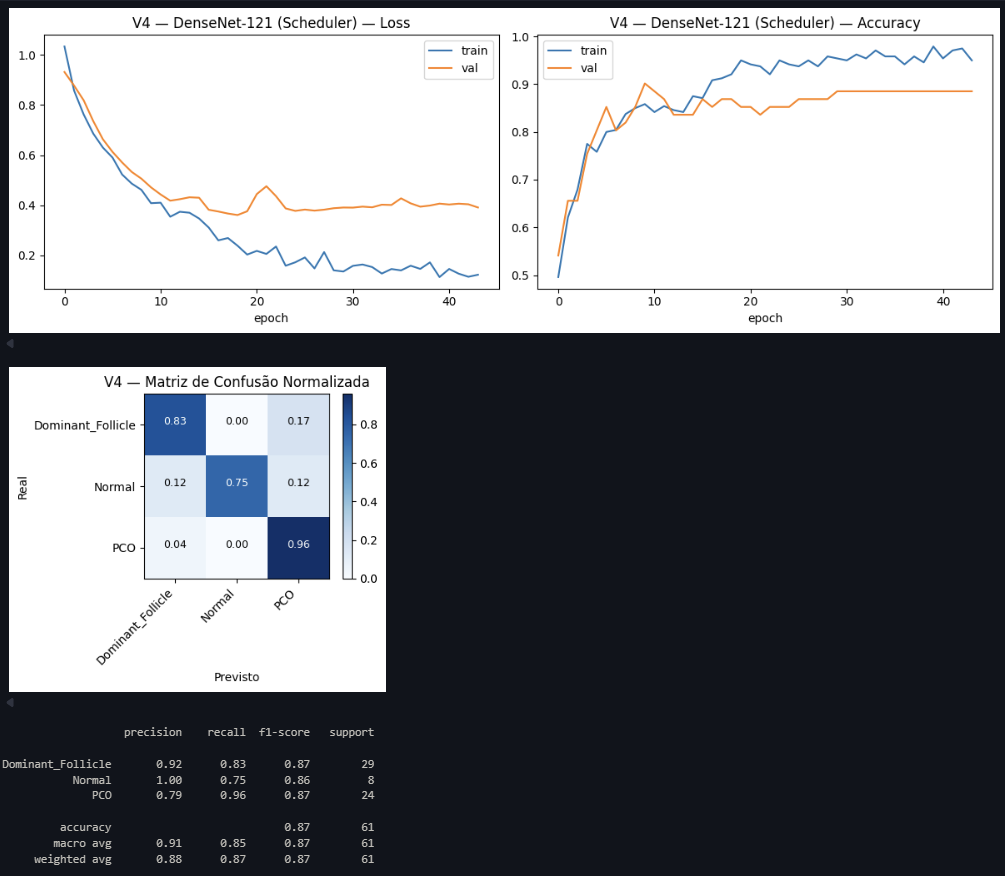 V4 — DenseNet-121 (Scheduler) — Loss
1.0
0.8
0.6
0.4
0.2
train
val
0 10 20 30 40
epoch
V4 — DenseNet-121 (Scheduler) — Accuracy
1.0
0.9
0.8
0.7
0.6
0.5
train
val
0 10 20 30 40
epoch
V4 — Matriz de Confusão Normalizada
Real
Dominant_Follicle 0.83 0.00 0.17
Normal 0.12 0.75 0.12
PCO 0.04 0.00 0.96
0.8
0.6
0.4
0.2
0.0
Dominant_Follicle Normal PCO
Previsto
precision recall f1-score support
Dominant_Follicle 0.92 0.83 0.87 29
Normal 1.00 0.75 0.86 8
PCO 0.79 0.96 0.87 24
accuracy 0.87 61
macro avg 0.91 0.85 0.87 61
weighted avg 0.88 0.87 0.87 61